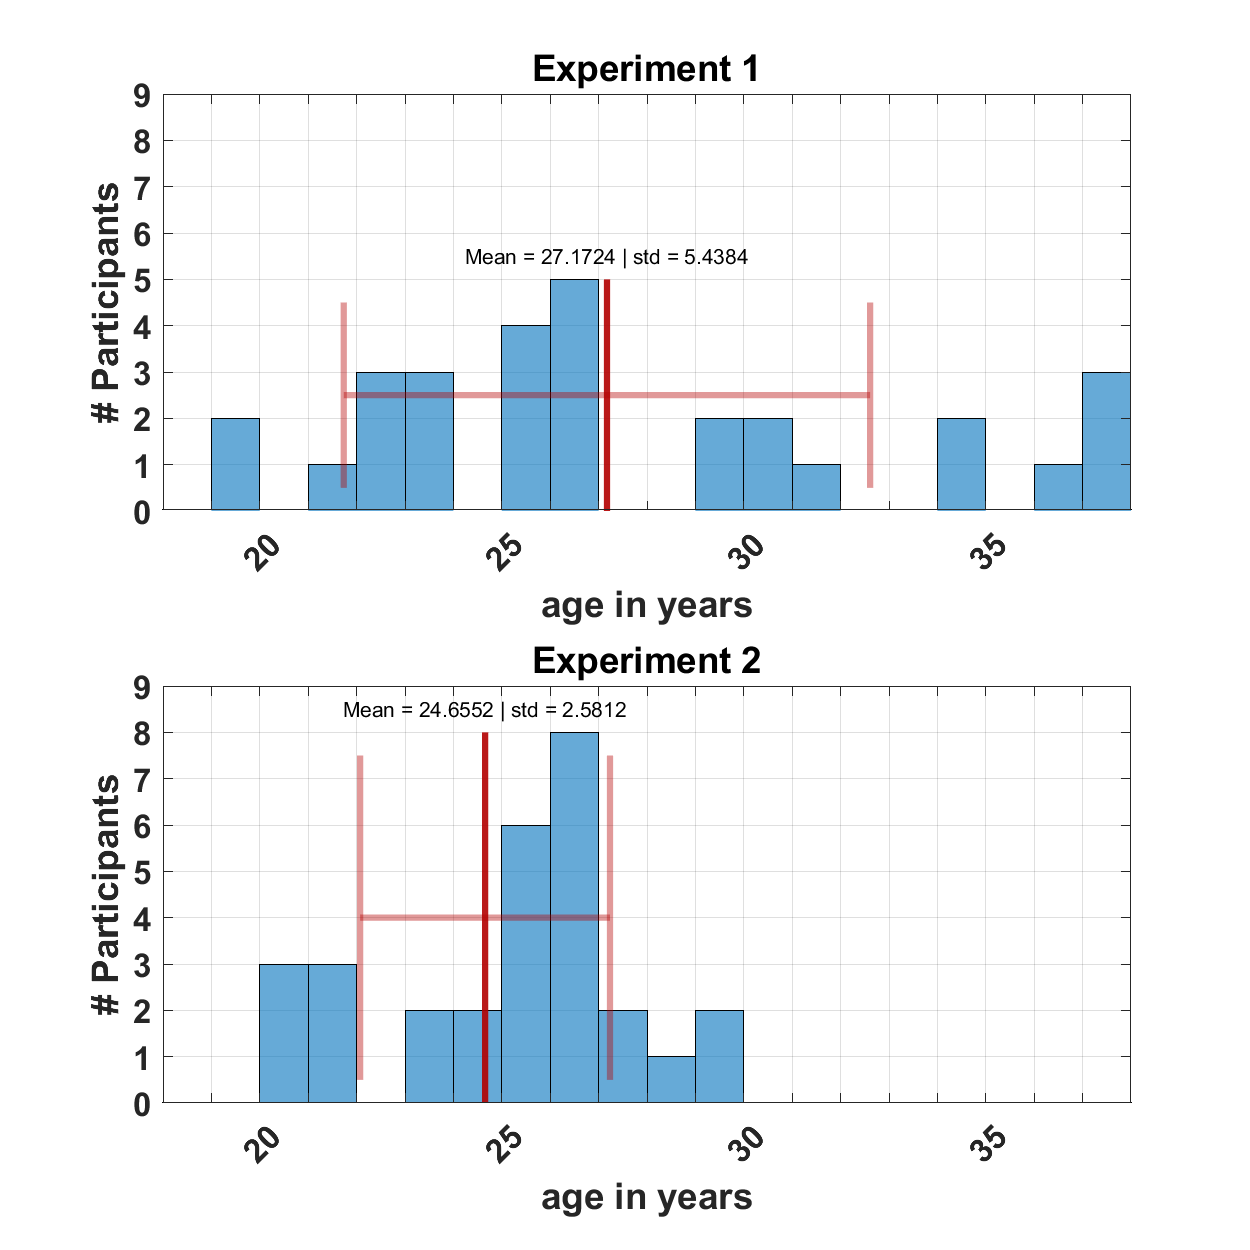 Experiment 1
9
8
7
6
5
4
3
2
1
0
# Participants
Mean = 27.1724 | std = 5.4384
20 25 30 35
age in years
Experiment 2
9
8
7
6
5
4
3
2
1
0
# Participants
Mean = 24.6552 | std = 2.5812
20 25 30 35
age in years